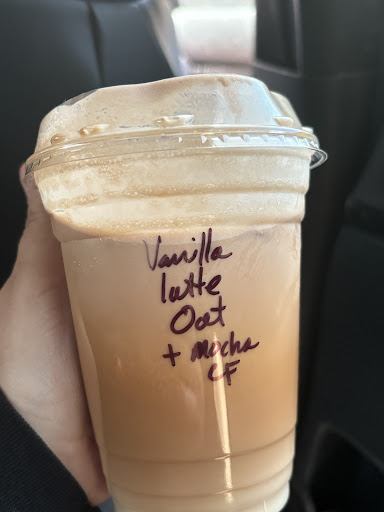 Vanilla
latte
Oat
+ Mocha
CF